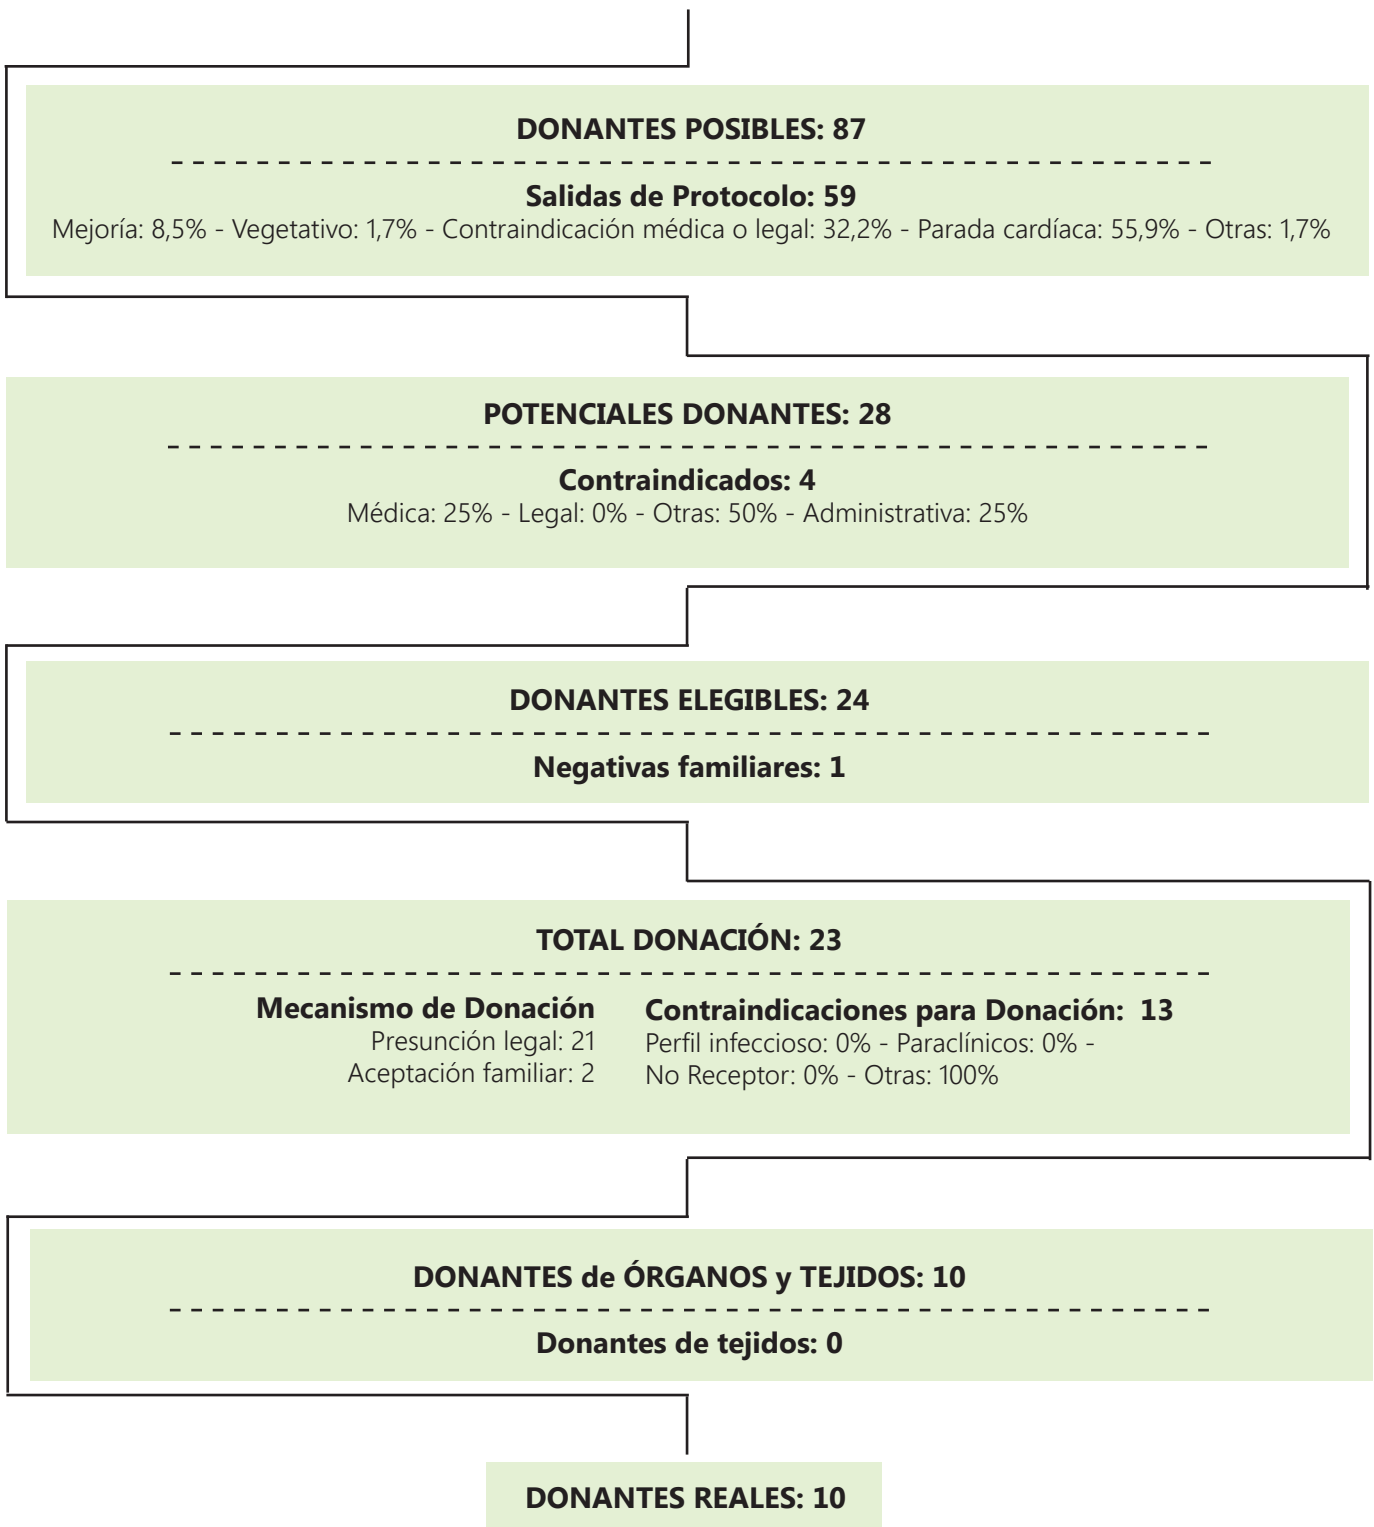 DONANTES POSIBLES: 87
Salidas de Protocolo: 59
Mejoría: 8,5% - Vegetativo: 1,7% - Contraindicación médica o legal: 32,2% - Parada cardíaca: 55,9% - Otras: 1,7%
POTENCIALES DONANTES: 28
Contraindicados: 4
Médica: 25% - Legal: 0% - Otras: 50% - Administrativa: 25%
DONANTES ELEGIBLES: 24
Negativas familiares: 1
TOTAL DONACIÓN: 23
Mecanismo de Donación
Presunción legal: 21
Aceptación familiar: 2
Contraindicaciones para Donación: 13
Perfil infeccioso: 0% - Paraclínicos: 0% -
No Receptor: 0% - Otras: 100%
DONANTES de ÓRGANOS y TEJIDOS: 10
Donantes de tejidos: 0
DONANTES REALES: 10